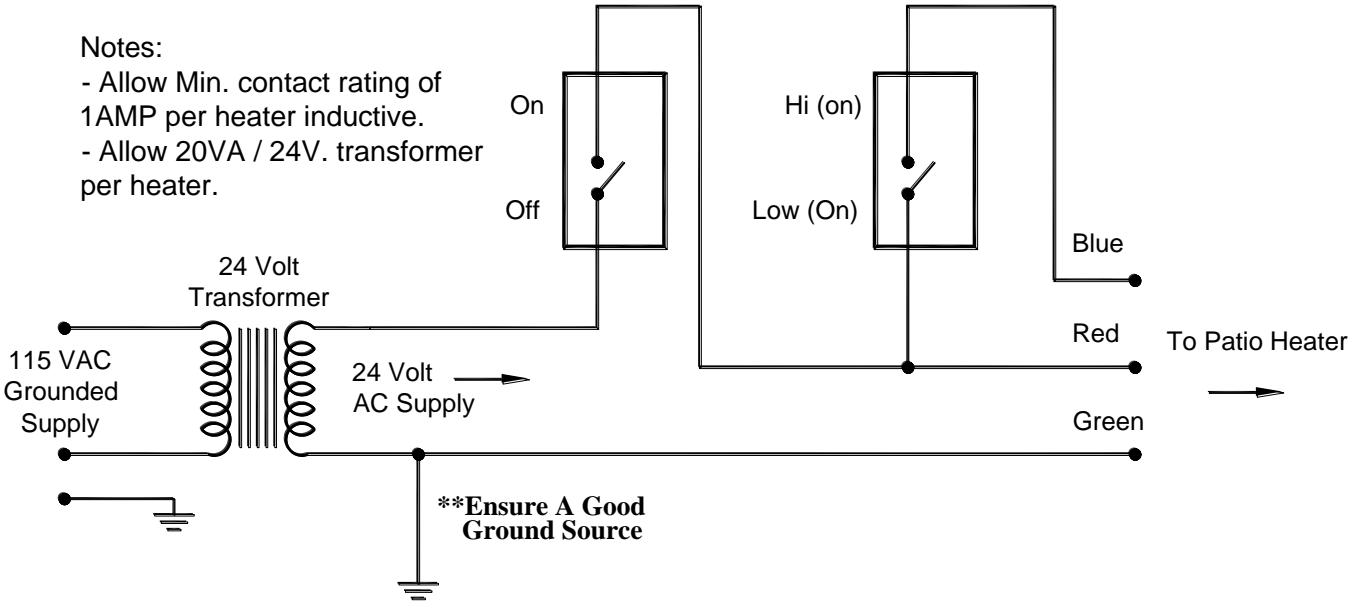 Notes:
- Allow Min. contact rating of
1AMP per heater inductive.
- Allow 20VA / 24V. transformer
per heater.
On
Off
Hi (on)
Low (On)
Blue
Red
Green
To Patio Heater
24 Volt
Transformer
115 VAC
Grounded
Supply
24 Volt
AC Supply
**Ensure A Good
Ground Source